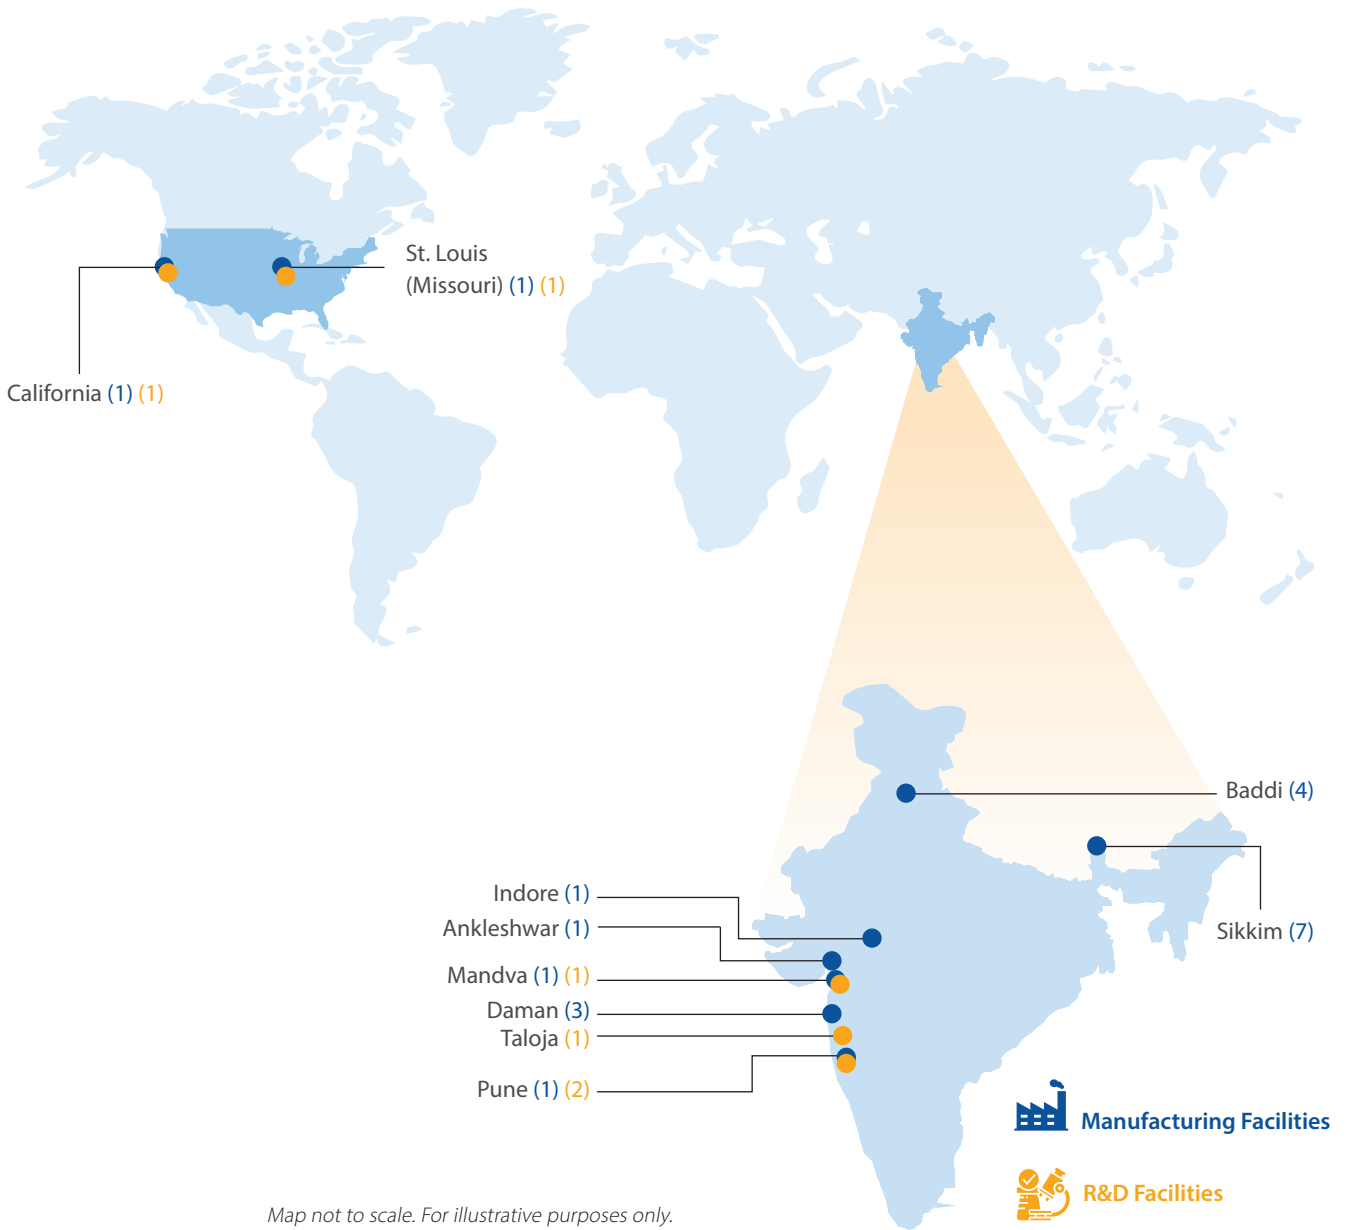 St. Louis
(Missouri) (1) (1)
California (1) (1)
Baddi (4)
Sikkim (7)
Indore (1)
Ankleshwar (1)
Mandva (1) (1)
Daman (3)
Taloja (1)
Pune (1) (2)
Manufacturing Facilities
R&D Facilities
Map not to scale. For illustrative purposes only.